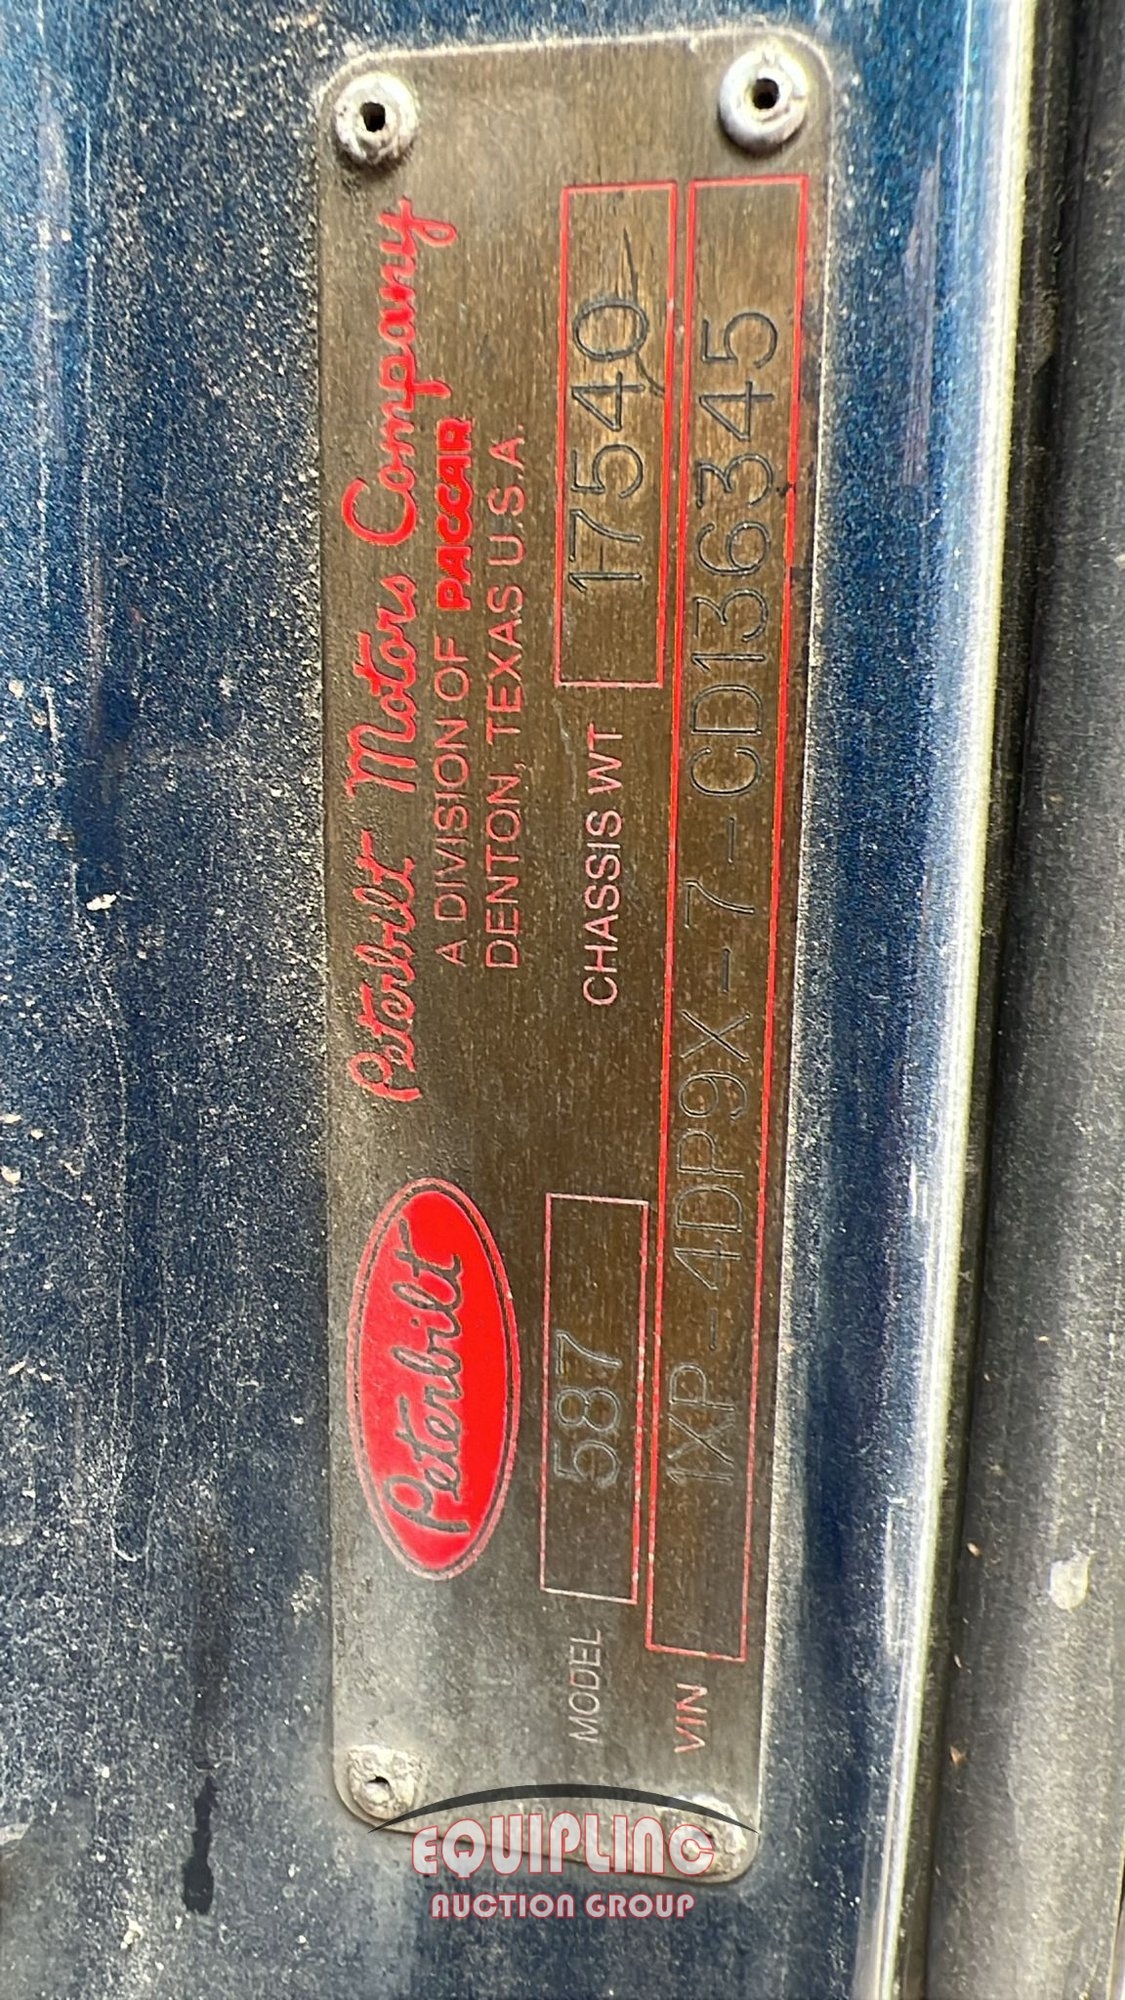 Peterbilt
Peterbilt Motors Company
A DIVISION OF PACCAR
DENTON, TEXAS U.S.A.
MODEL 587 CHASSIS WT 17540
VIN 1XP-4DP9X-7-CD136345
EQUIPLINC
AUCTION GROUP